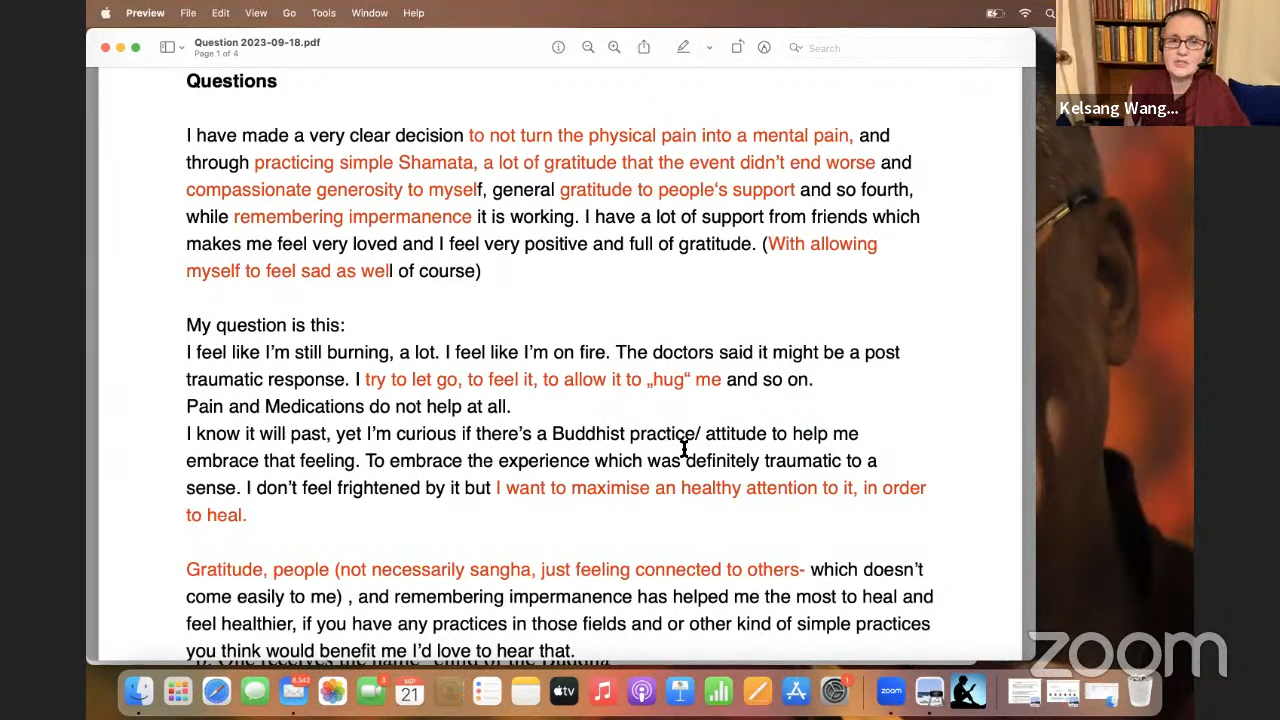 Preview File Edit View Go Tools Window Help
Question 2023-09-18.pdf
Page 1 of 4
Search
Kelsang Wang...
Questions
I have made a very clear decision to not turn the physical pain into a mental pain, and
through practicing simple Shamata, a lot of gratitude that the event didn't end worse and
compassionate generosity to myself, general gratitude to people's support and so fourth,
while remembering impermanence it is working. I have a lot of support from friends which
makes me feel very loved and I feel very positive and full of gratitude. (With allowing
myself to feel sad as well of course)
My question is this:
I feel like I'm still burning, a lot. I feel like I'm on fire. The doctors said it might be a post
traumatic response. I try to let go, to feel it, to allow it to „hug“ me and so on.
Pain and Medications do not help at all.
I know it will past, yet I'm curious if there's a Buddhist practice/ attitude to help me
embrace that feeling. To embrace the experience which was definitely traumatic to a
sense. I don't feel frightened by it but I want to maximise an healthy attention to it, in order
to heal.
Gratitude, people (not necessarily sangha, just feeling connected to others- which doesn't
come easily to me) , and remembering impermanence has helped me the most to heal and
feel healthier, if you have any practices in those fields and or other kind of simple practices
you think would benefit me I'd love to hear that.
zoom
8,342
3
SEP
21
tv
zoom
1